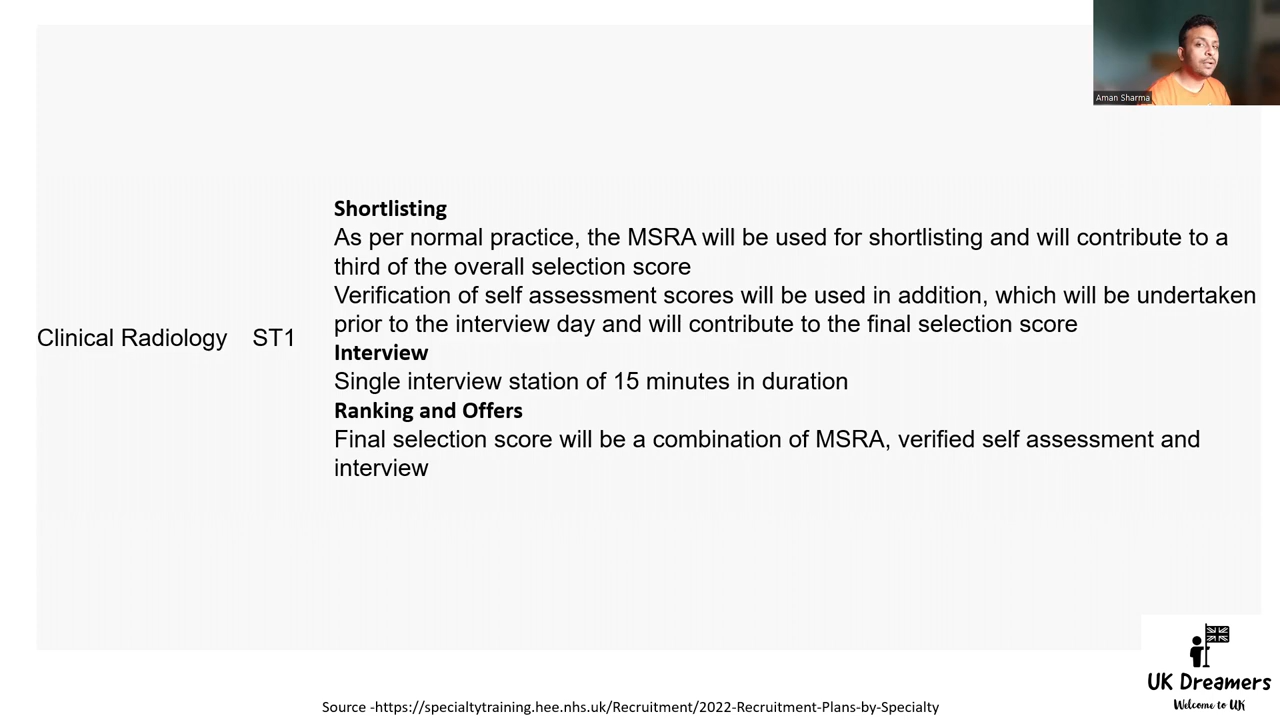 Aman Sharma
Shortlisting
As per normal practice, the MSRA will be used for shortlisting and will contribute to a
third of the overall selection score
Verification of self assessment scores will be used in addition, which will be undertaken
prior to the interview day and will contribute to the final selection score
Clinical Radiology ST1
Interview
Single interview station of 15 minutes in duration
Ranking and Offers
Final selection score will be a combination of MSRA, verified self assessment and
interview
UK Dreamers
Welcome to UK
Source -https://specialtytraining.hee.nhs.uk/Recruitment/2022-Recruitment-Plans-by-Specialty